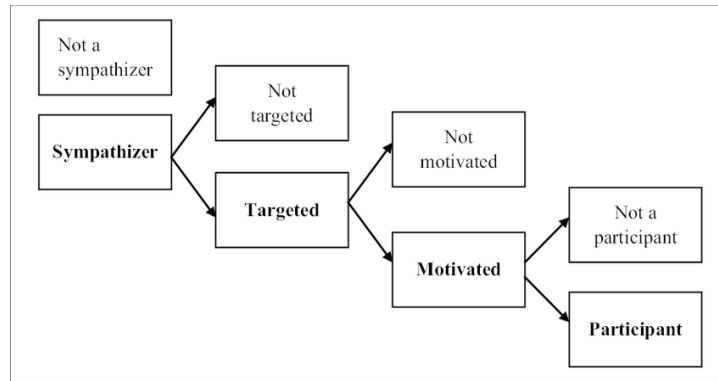 Not a
sympathizer
Sympathizer
Not
targeted
Targeted
Not
motivated
Motivated
Not a
participant
Participant